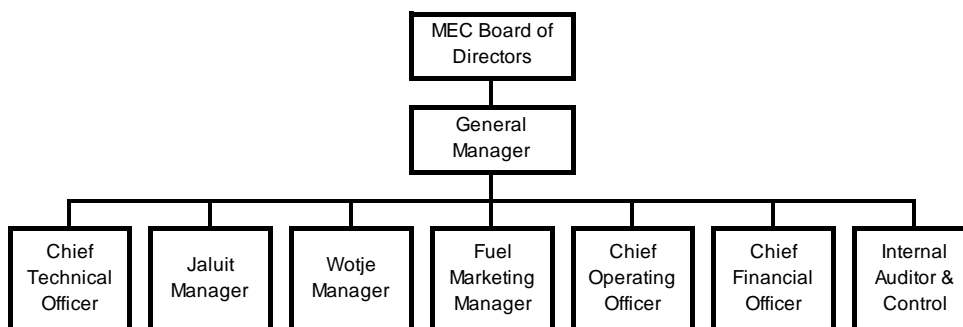 MEC Board of
Directors
General
Manager
Chief
Technical
Officer
Jaluit
Manager
Wotje
Manager
Fuel
Marketing
Manager
Chief
Operating
Officer
Chief
Financial
Officer
Internal
Auditor &
Control